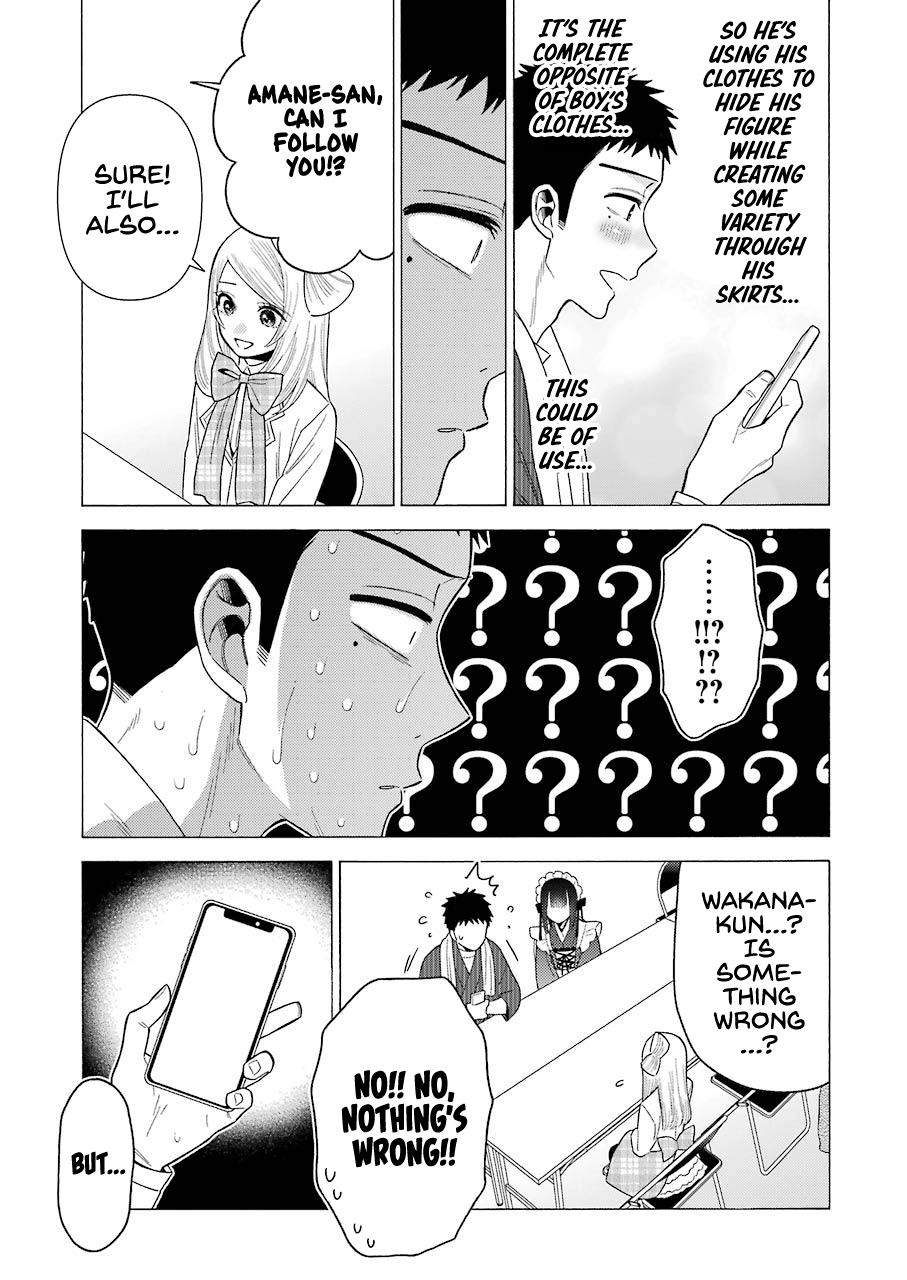 SO HE'S
USING HIS
CLOTHES TO
HIDE HIS
FIGURE
WHILE
CREATING
SOME
VARIETY
THROUGH
HIS
SKIRTS...
IT'S THE
COMPLETE
OPPOSITE
OF BOY'S
CLOTHES...
THIS
COULD
BE OF
USE...
AMANE-SAN,
CAN I
FOLLOW
YOU!?
SURE!
I'LL
ALSO...
........
!!?
!?
??
? ? ? ? ?
? ? ? ? ? ?
? ? ? ? ? ?
? ? ? ? ? ?
WAKANA-
KUN...?
IS
SOME-
THING
WRONG
...?
NO!! NO,
NOTHING'S
WRONG!!
BUT...